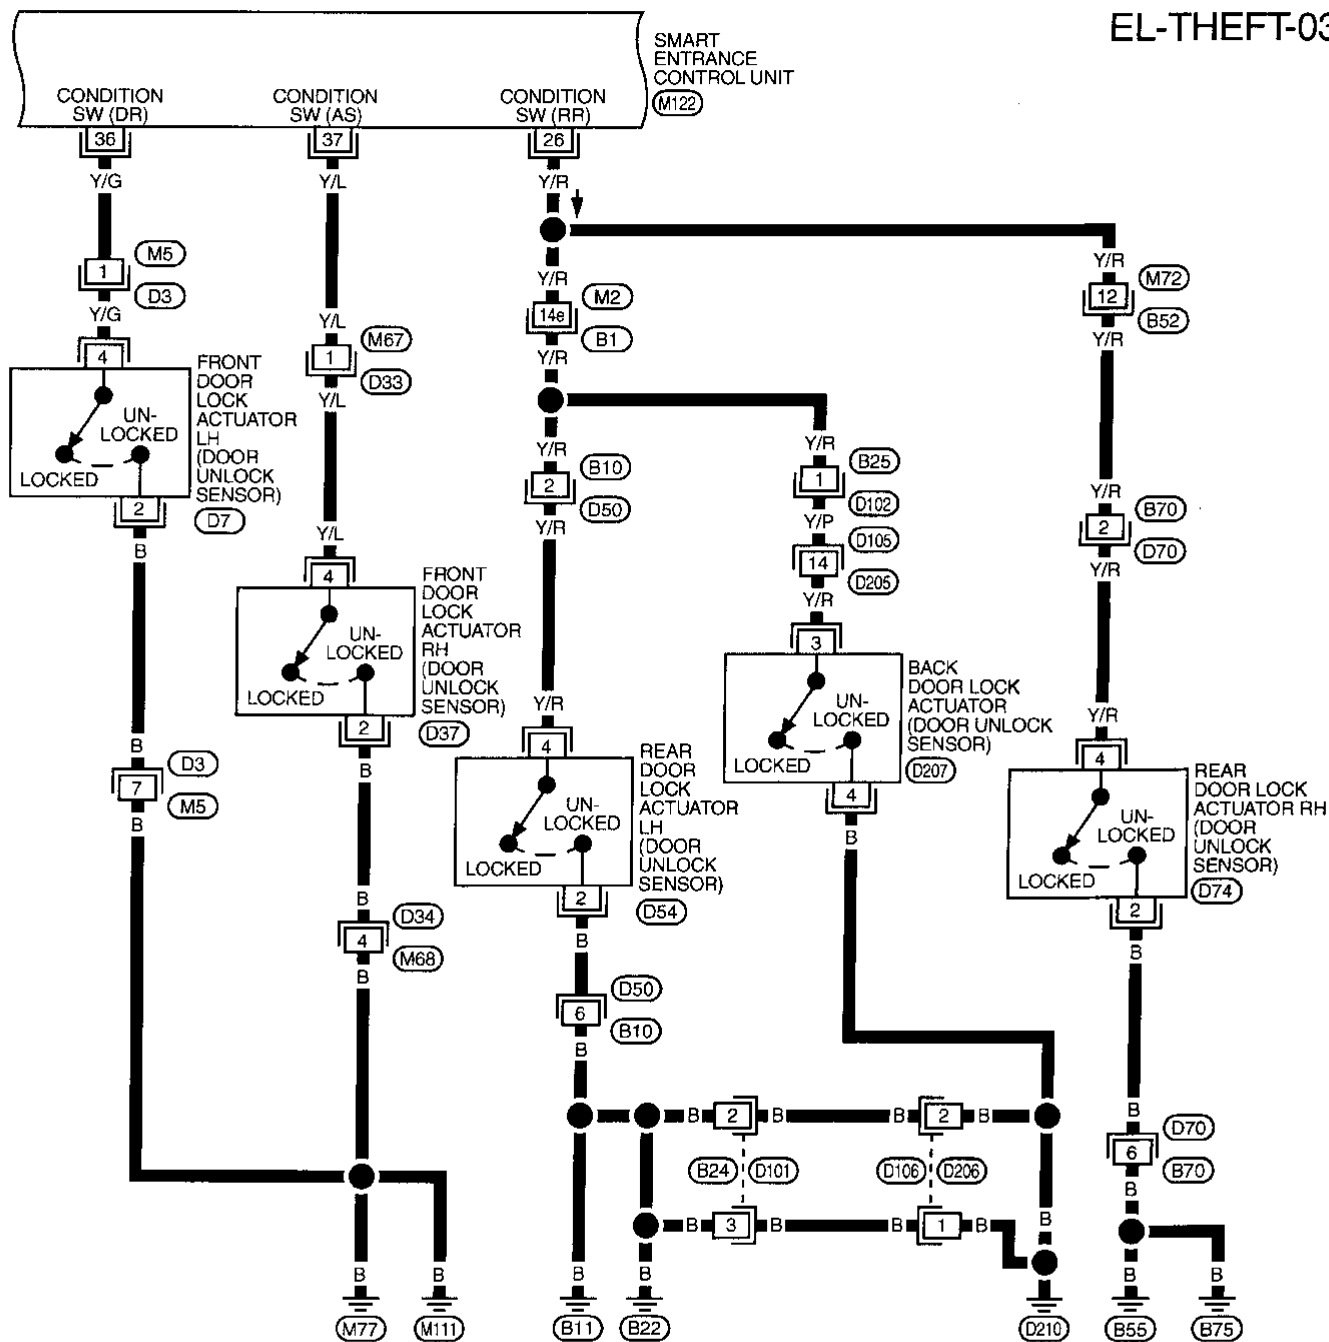 EL-THEFT-03
SMART
ENTRANCE
CONTROL UNIT
M122
CONDITION
SW (DR)
CONDITION
SW (AS)
CONDITION
SW (RR)
36
37
26
Y/G
Y/L
Y/R
1
M5
D3
Y/G
4
FRONT
DOOR
LOCK
ACTUATOR
LH
(DOOR
UNLOCK
SENSOR)
D7
UN-
LOCKED
LOCKED
2
B
B
7
D3
M5
B
Y/L
1
M67
D33
Y/L
Y/L
4
FRONT
DOOR
LOCK
ACTUATOR
RH
(DOOR
UNLOCK
SENSOR)
D37
UN-
LOCKED
LOCKED
2
B
B
4
D34
M68
B
B
B
M77
M111
Y/R
14e
M2
B1
Y/R
Y/R
2
B10
D50
Y/R
Y/R
4
REAR
DOOR
LOCK
ACTUATOR
LH
(DOOR
UNLOCK
SENSOR)
D54
UN-
LOCKED
LOCKED
2
B
6
D50
B10
B
B
B
B11
B22
Y/R
1
B25
D102
Y/P
D105
14
D205
Y/R
3
BACK
DOOR LOCK
ACTUATOR
(DOOR UNLOCK
SENSOR)
D207
UN-
LOCKED
LOCKED
4
B
B
2
B
B
2
B
B24
D101
D106
D206
B
3
B
B
1
B
B
B
D210
Y/R
12
M72
B52
Y/R
Y/R
2
B70
D70
Y/R
Y/R
4
REAR
DOOR LOCK
ACTUATOR RH
(DOOR
UNLOCK
SENSOR)
D74
UN-
LOCKED
LOCKED
2
B
B
6
D70
B70
B
B
B
B55
B75